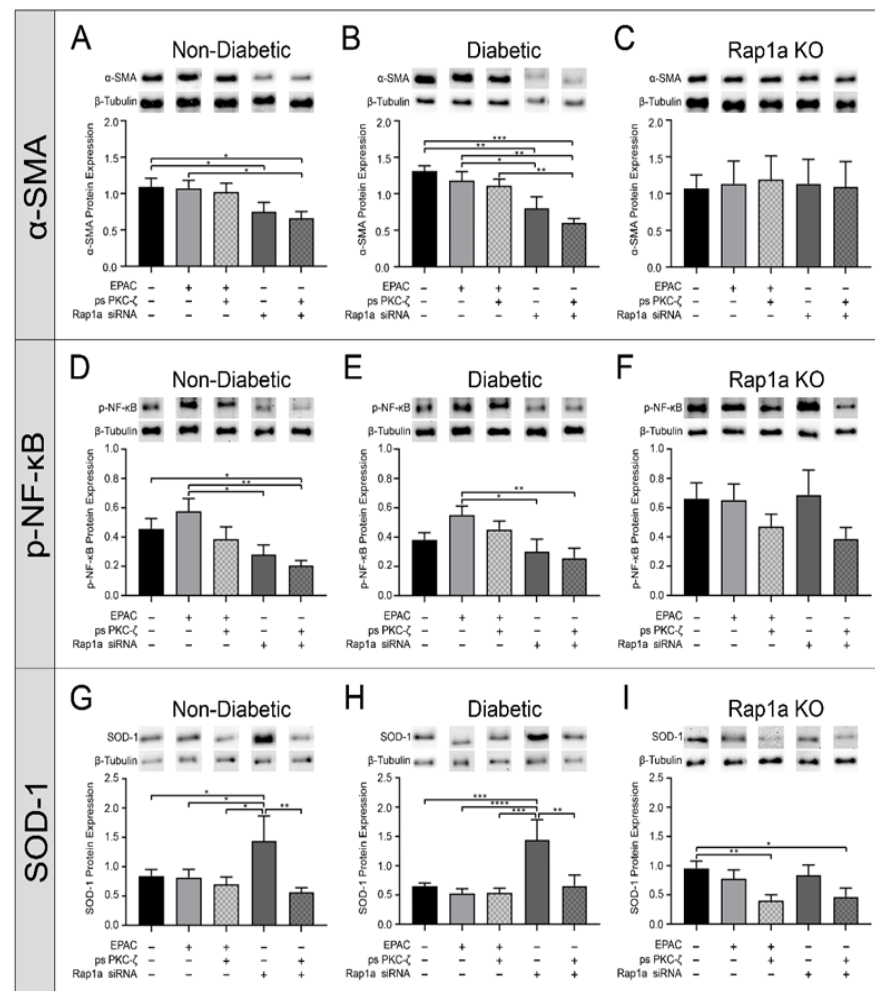 α-SMA
A Non-Diabetic
α-SMA
β-Tubulin
*
*
*
α-SMA Protein Expression
2.0
1.5
1.0
0.5
0.0
EPAC – + + – –
ps PKC-ζ – – + – +
Rap1a siRNA – – – + +
B Diabetic
α-SMA
β-Tubulin
***
**
**
*
**
α-SMA Protein Expression
2.0
1.5
1.0
0.5
0.0
EPAC – + + – –
ps PKC-ζ – – + – +
Rap1a siRNA – – – + +
C Rap1a KO
α-SMA
β-Tubulin
α-SMA Protein Expression
2.0
1.5
1.0
0.5
0.0
EPAC – + + – –
ps PKC-ζ – – + – +
Rap1a siRNA – – – + +
p-NF-κB
D Non-Diabetic
p-NF-κB
β-Tubulin
*
**
*
p-NF-κB Protein Expression
1.0
0.8
0.6
0.4
0.2
0.0
EPAC – + + – –
ps PKC-ζ – – + – +
Rap1a siRNA – – – + +
E Diabetic
p-NF-κB
β-Tubulin
**
*
p-NF-κB Protein Expression
1.0
0.8
0.6
0.4
0.2
0.0
EPAC – + + – –
ps PKC-ζ – – + – +
Rap1a siRNA – – – + +
F Rap1a KO
p-NF-κB
β-Tubulin
p-NF-κB Protein Expression
1.0
0.8
0.6
0.4
0.2
0.0
EPAC – + + – –
ps PKC-ζ – – + – +
Rap1a siRNA – – – + +
SOD-1
G Non-Diabetic
SOD-1
β-Tubulin
*
*
*
**
SOD-1 Protein Expression
2.5
2.0
1.5
1.0
0.5
0.0
EPAC – + + – –
ps PKC-ζ – – + – +
Rap1a siRNA – – – + +
H Diabetic
SOD-1
β-Tubulin
***
****
***
**
SOD-1 Protein Expression
2.5
2.0
1.5
1.0
0.5
0.0
EPAC – + + – –
ps PKC-ζ – – + – +
Rap1a siRNA – – – + +
I Rap1a KO
SOD-1
β-Tubulin
*
**
SOD-1 Protein Expression
2.5
2.0
1.5
1.0
0.5
0.0
EPAC – + + – –
ps PKC-ζ – – + – +
Rap1a siRNA – – – + +